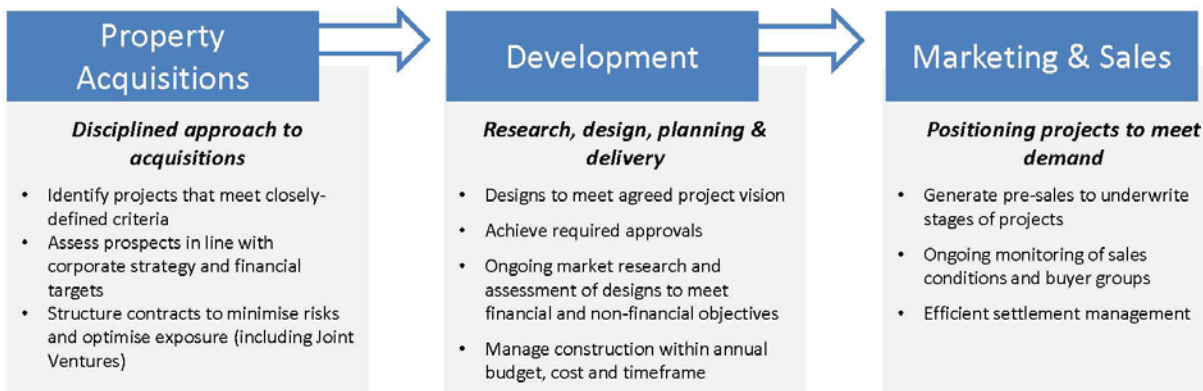 Property
Acquisitions
Disciplined approach to
acquisitions
• Identify projects that meet closely-
defined criteria
• Assess prospects in line with
corporate strategy and financial
targets
• Structure contracts to minimise risks
and optimise exposure (including Joint
Ventures)
Development
Research, design, planning &
delivery
• Designs to meet agreed project vision
• Achieve required approvals
• Ongoing market research and
assessment of designs to meet
financial and non-financial objectives
• Manage construction within annual
budget, cost and timeframe
Marketing & Sales
Positioning projects to meet
demand
• Generate pre-sales to underwrite
stages of projects
• Ongoing monitoring of sales
conditions and buyer groups
• Efficient settlement management